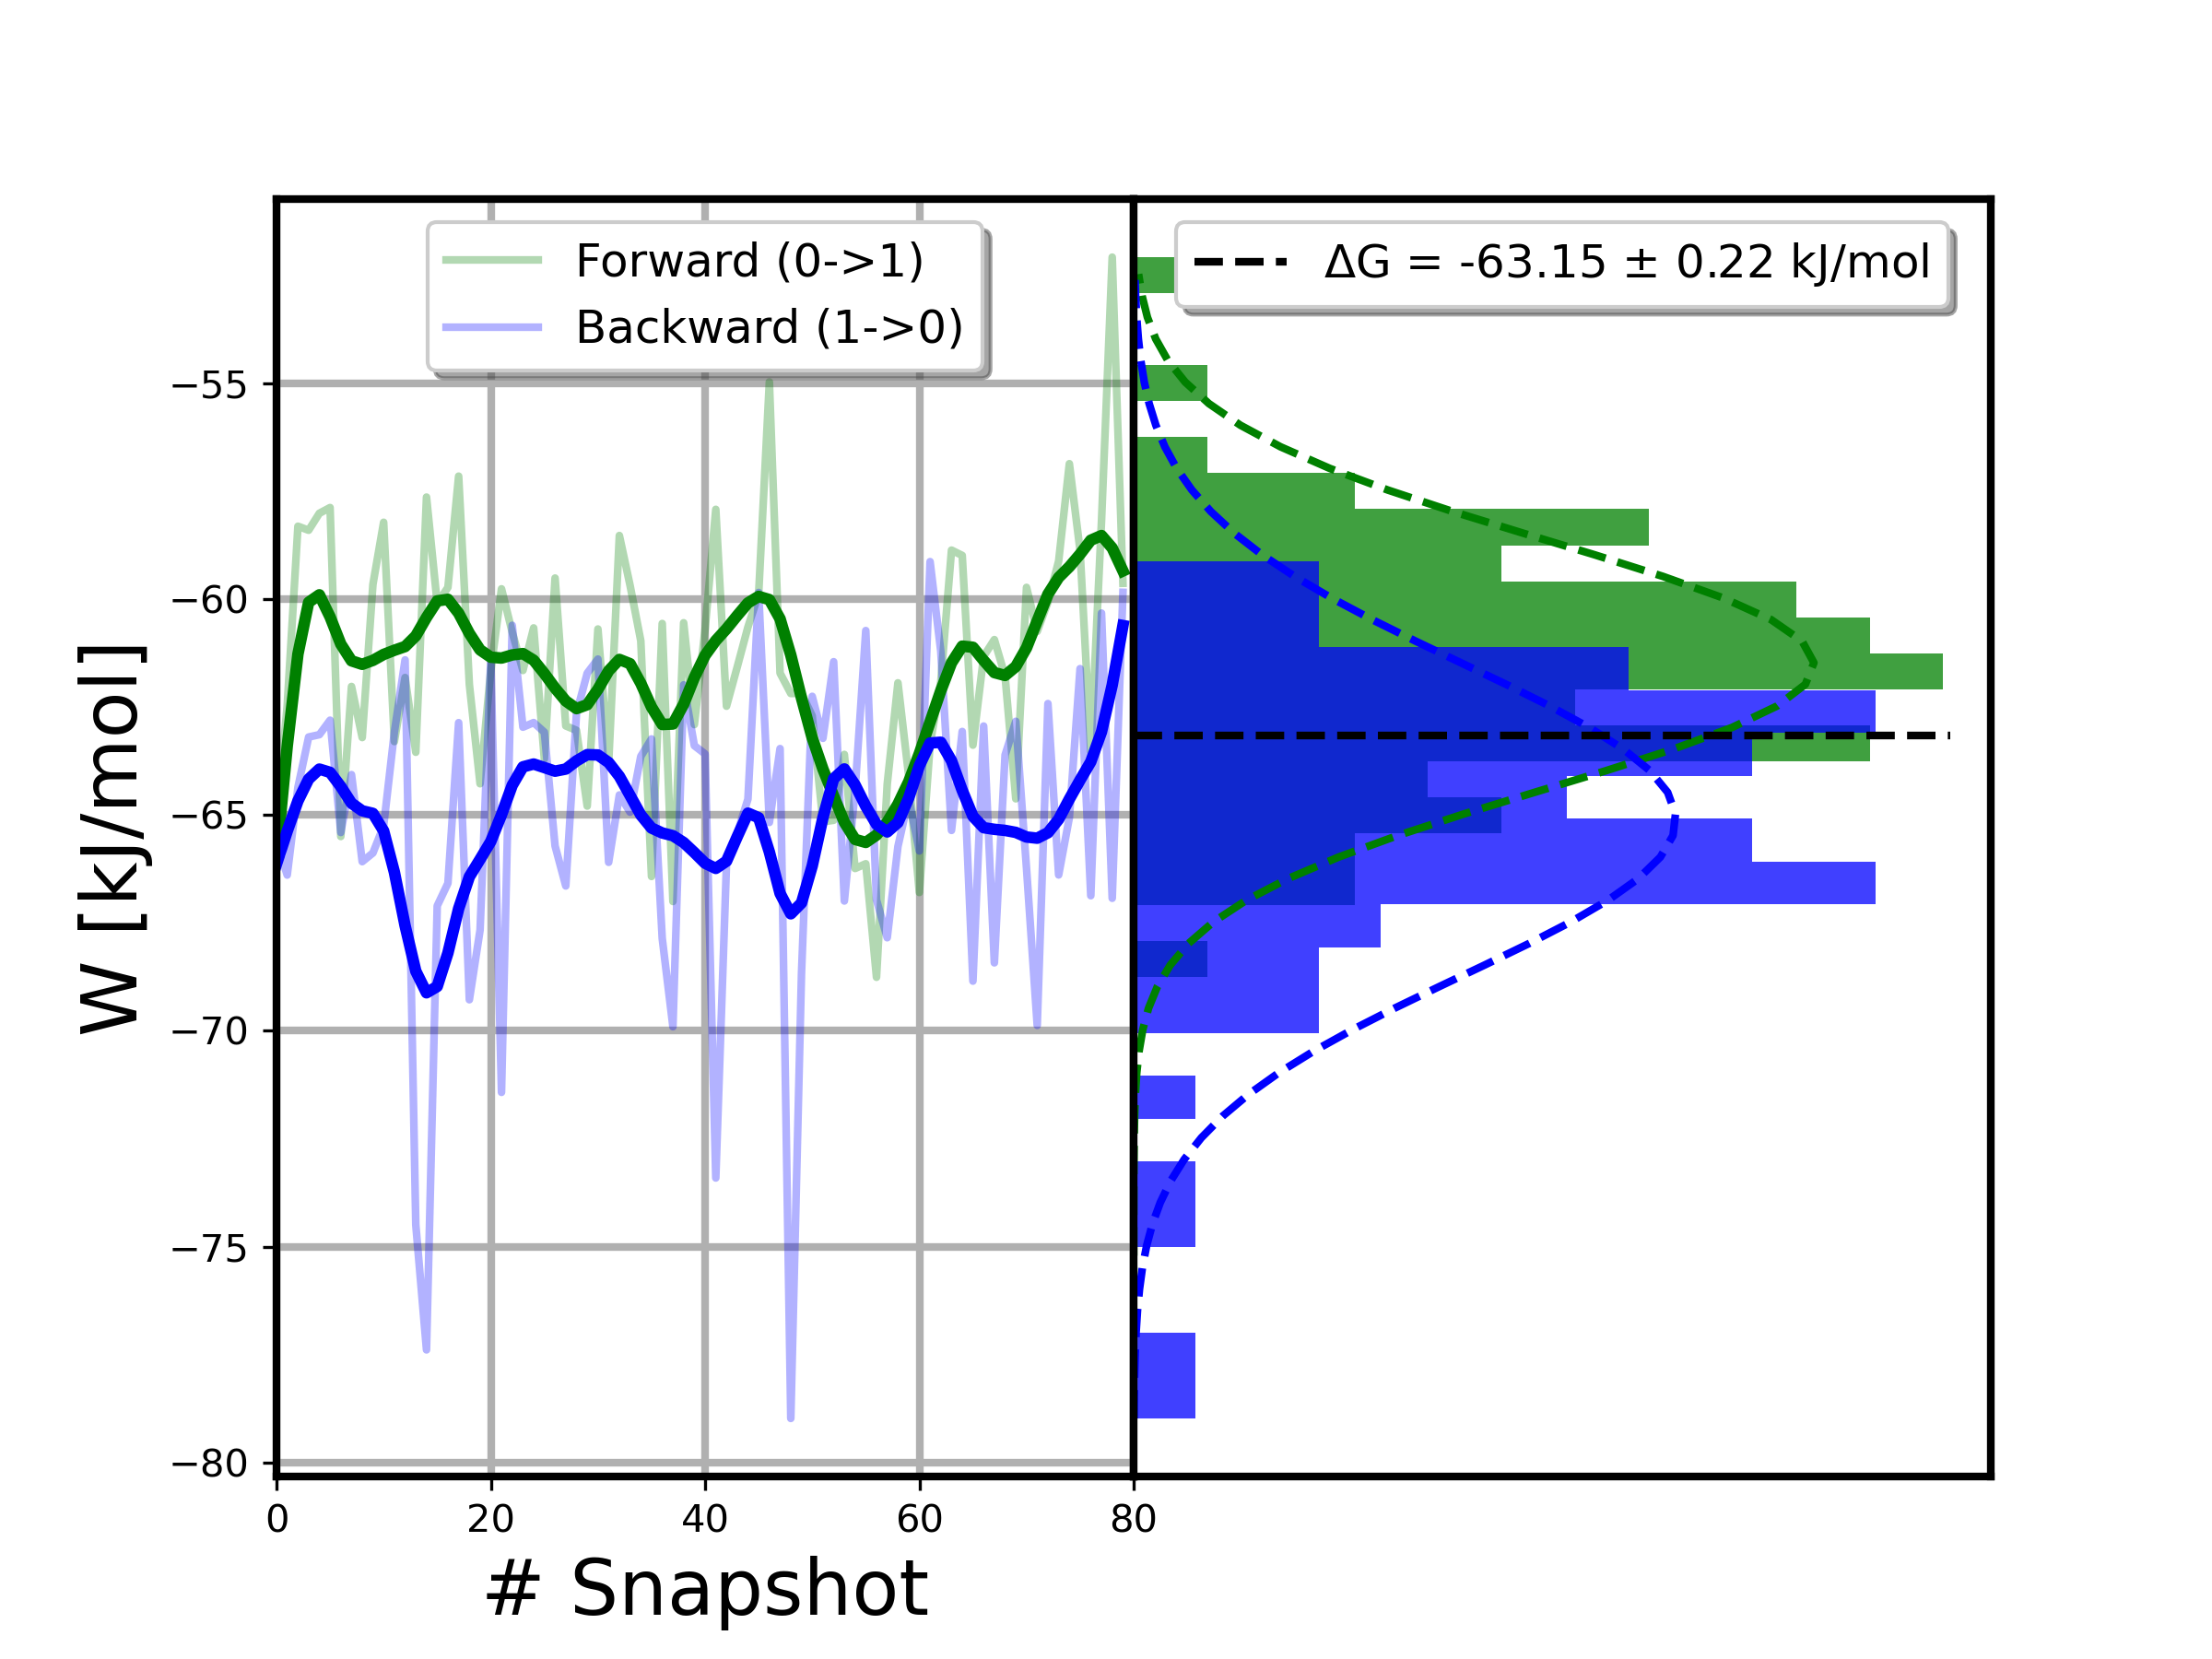 Forward (0->1)
Backward (1->0)
ΔG = -63.15 ± 0.22 kJ/mol
−55
−60
−65
−70
−75
−80
W [kJ/mol]
0 20 40 60 80
# Snapshot